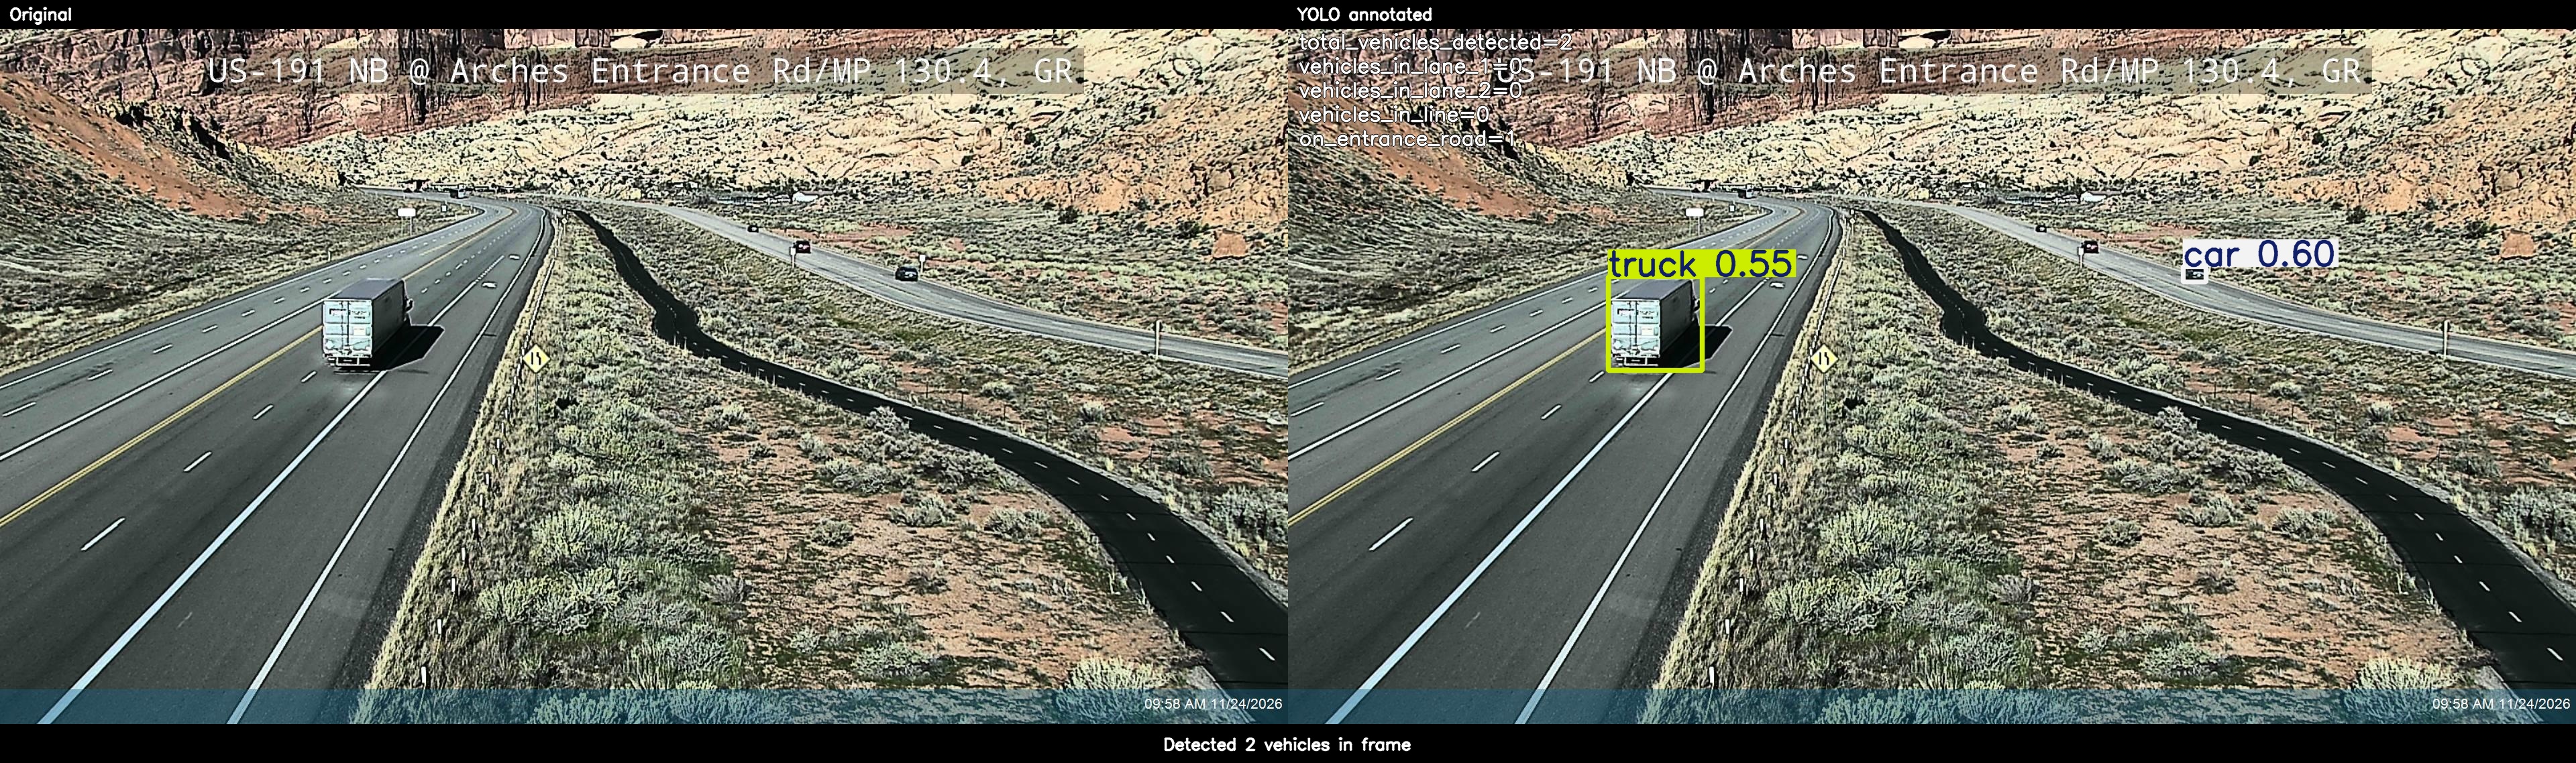 Original
US-191 NB @ Arches Entrance Rd/MP 130.4, GR
09:58 AM 11/24/2026
YOLO annotated
total_vehicles_detected=2
vehicles_in_lane_1=0
US-191 NB @ Arches Entrance Rd/MP 130.4, GR
vehicles_in_lane_2=0
vehicles_in_line=0
on_entrance_road=1
truck 0.55
car 0.60
09:58 AM 11/24/2026
Detected 2 vehicles in frame